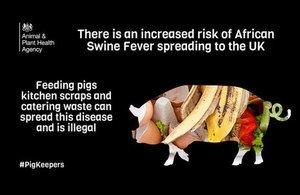 Animal &
Plant Health
Agency
There is an increased risk of African
Swine Fever spreading to the UK
Feeding pigs
kitchen scraps and
catering waste can
spread this disease
and is illegal
#PigKeepers